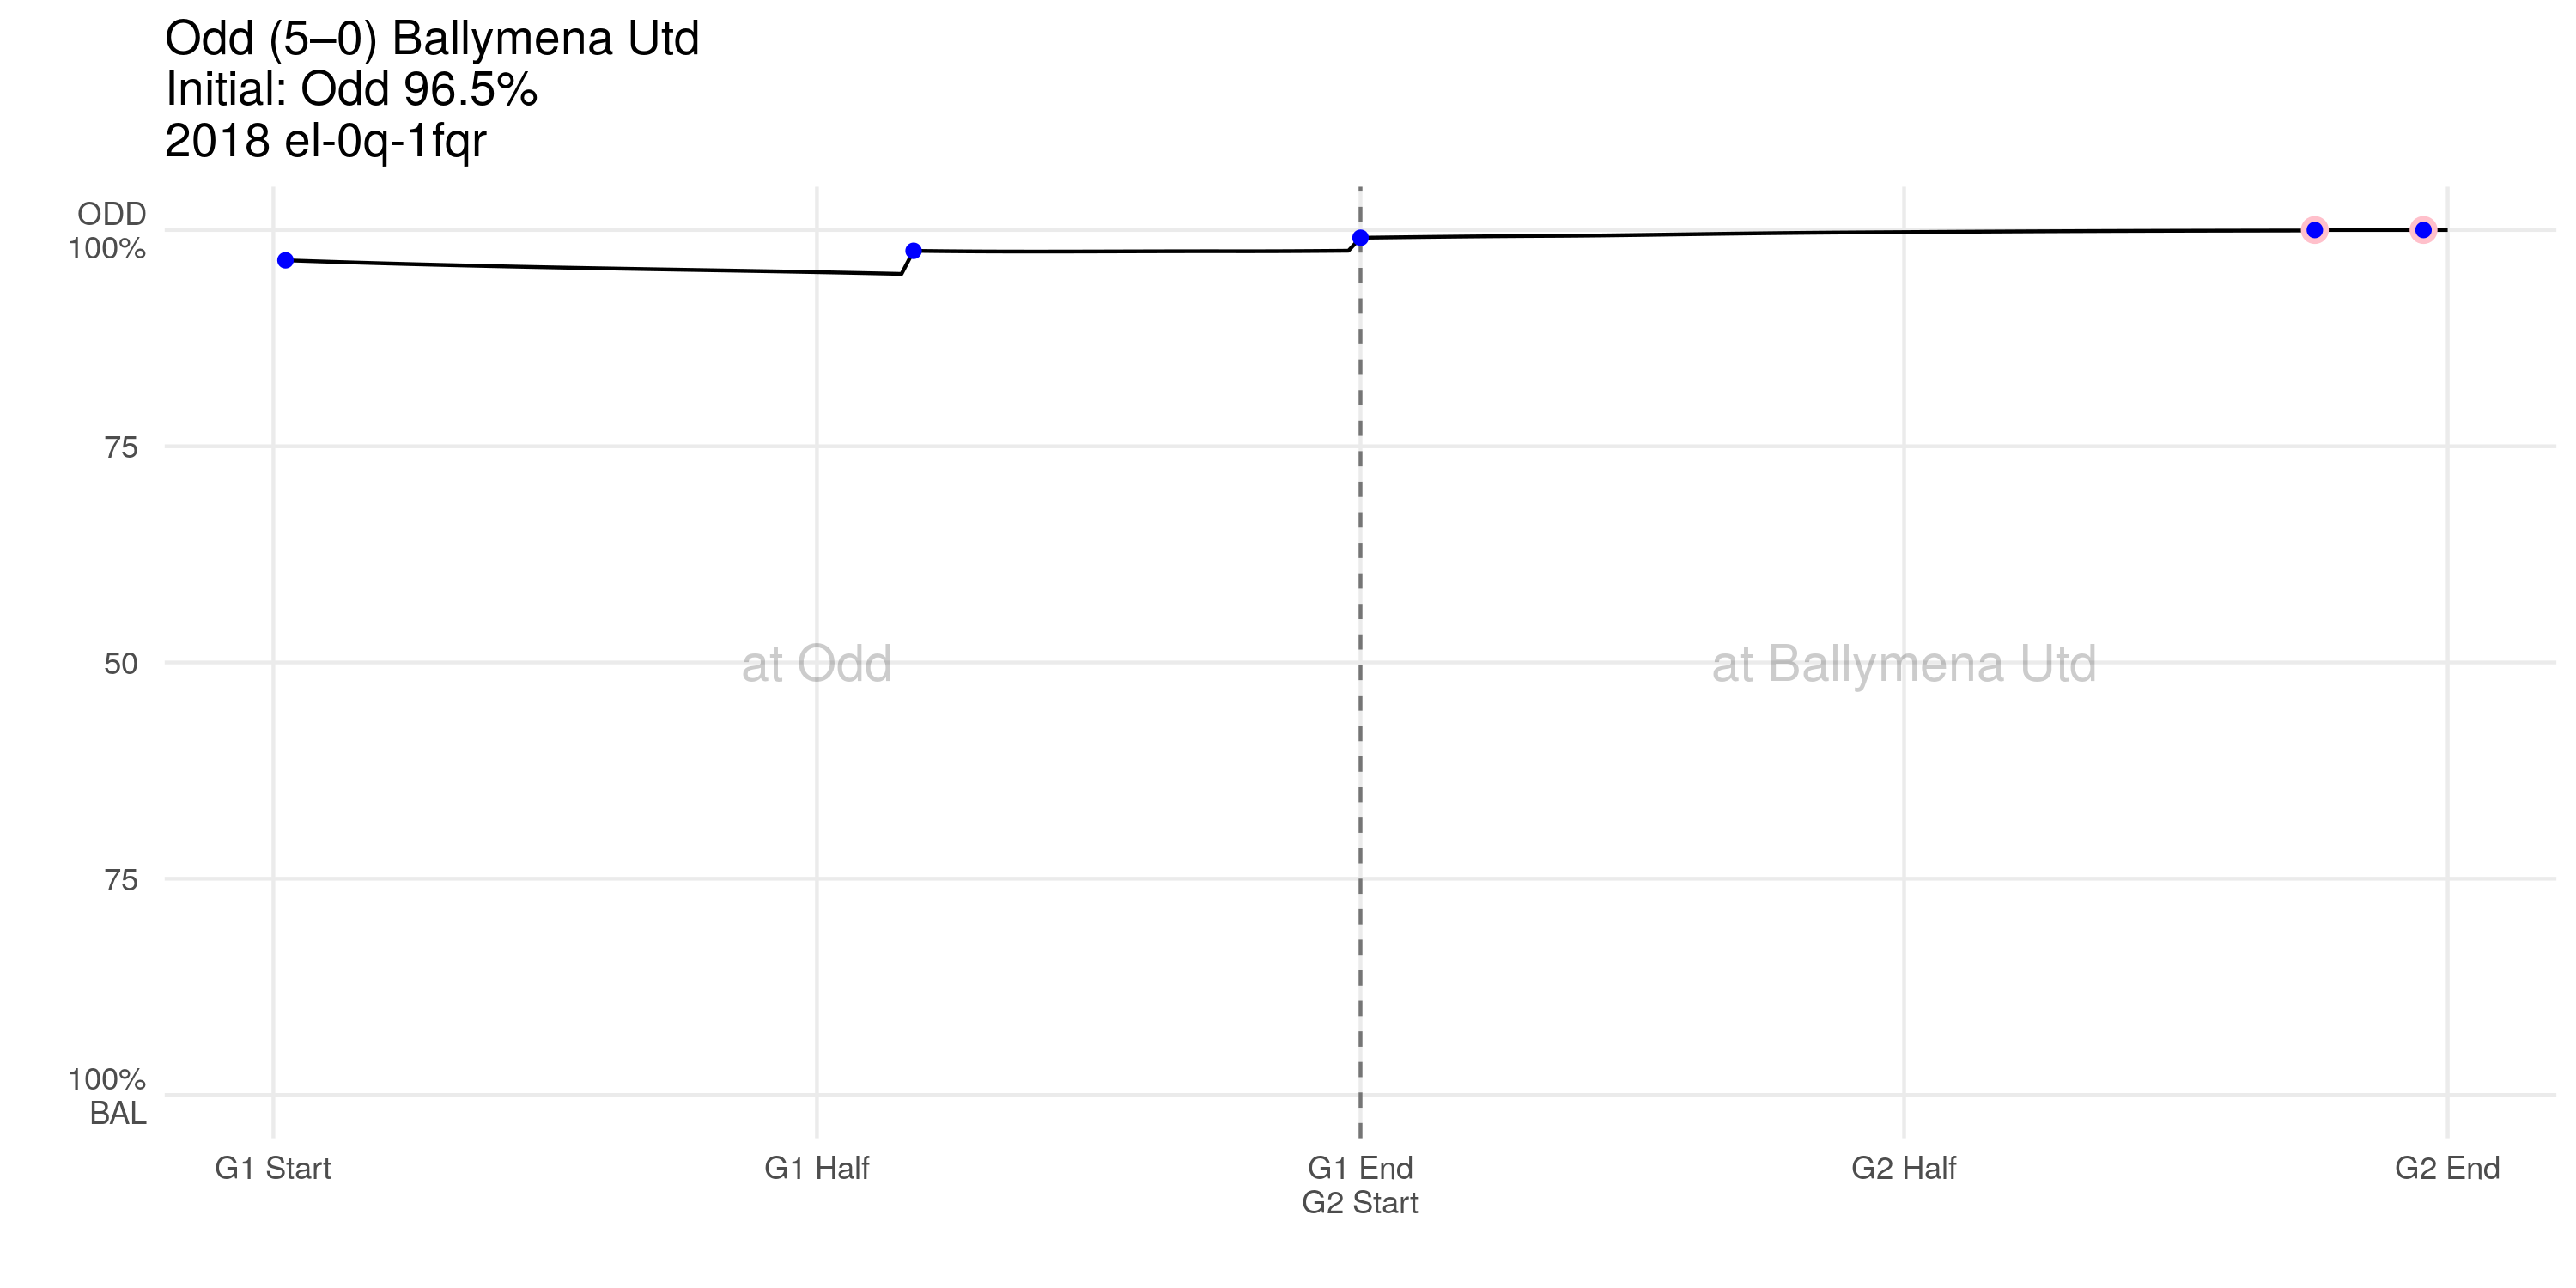 Odd (5–0) Ballymena Utd
Initial: Odd 96.5%
2018 el-0q-1fqr
ODD
100%
75
50
75
100%
BAL
at Odd
at Ballymena Utd
G1 Start
G1 Half
G1 End
G2 Start
G2 Half
G2 End